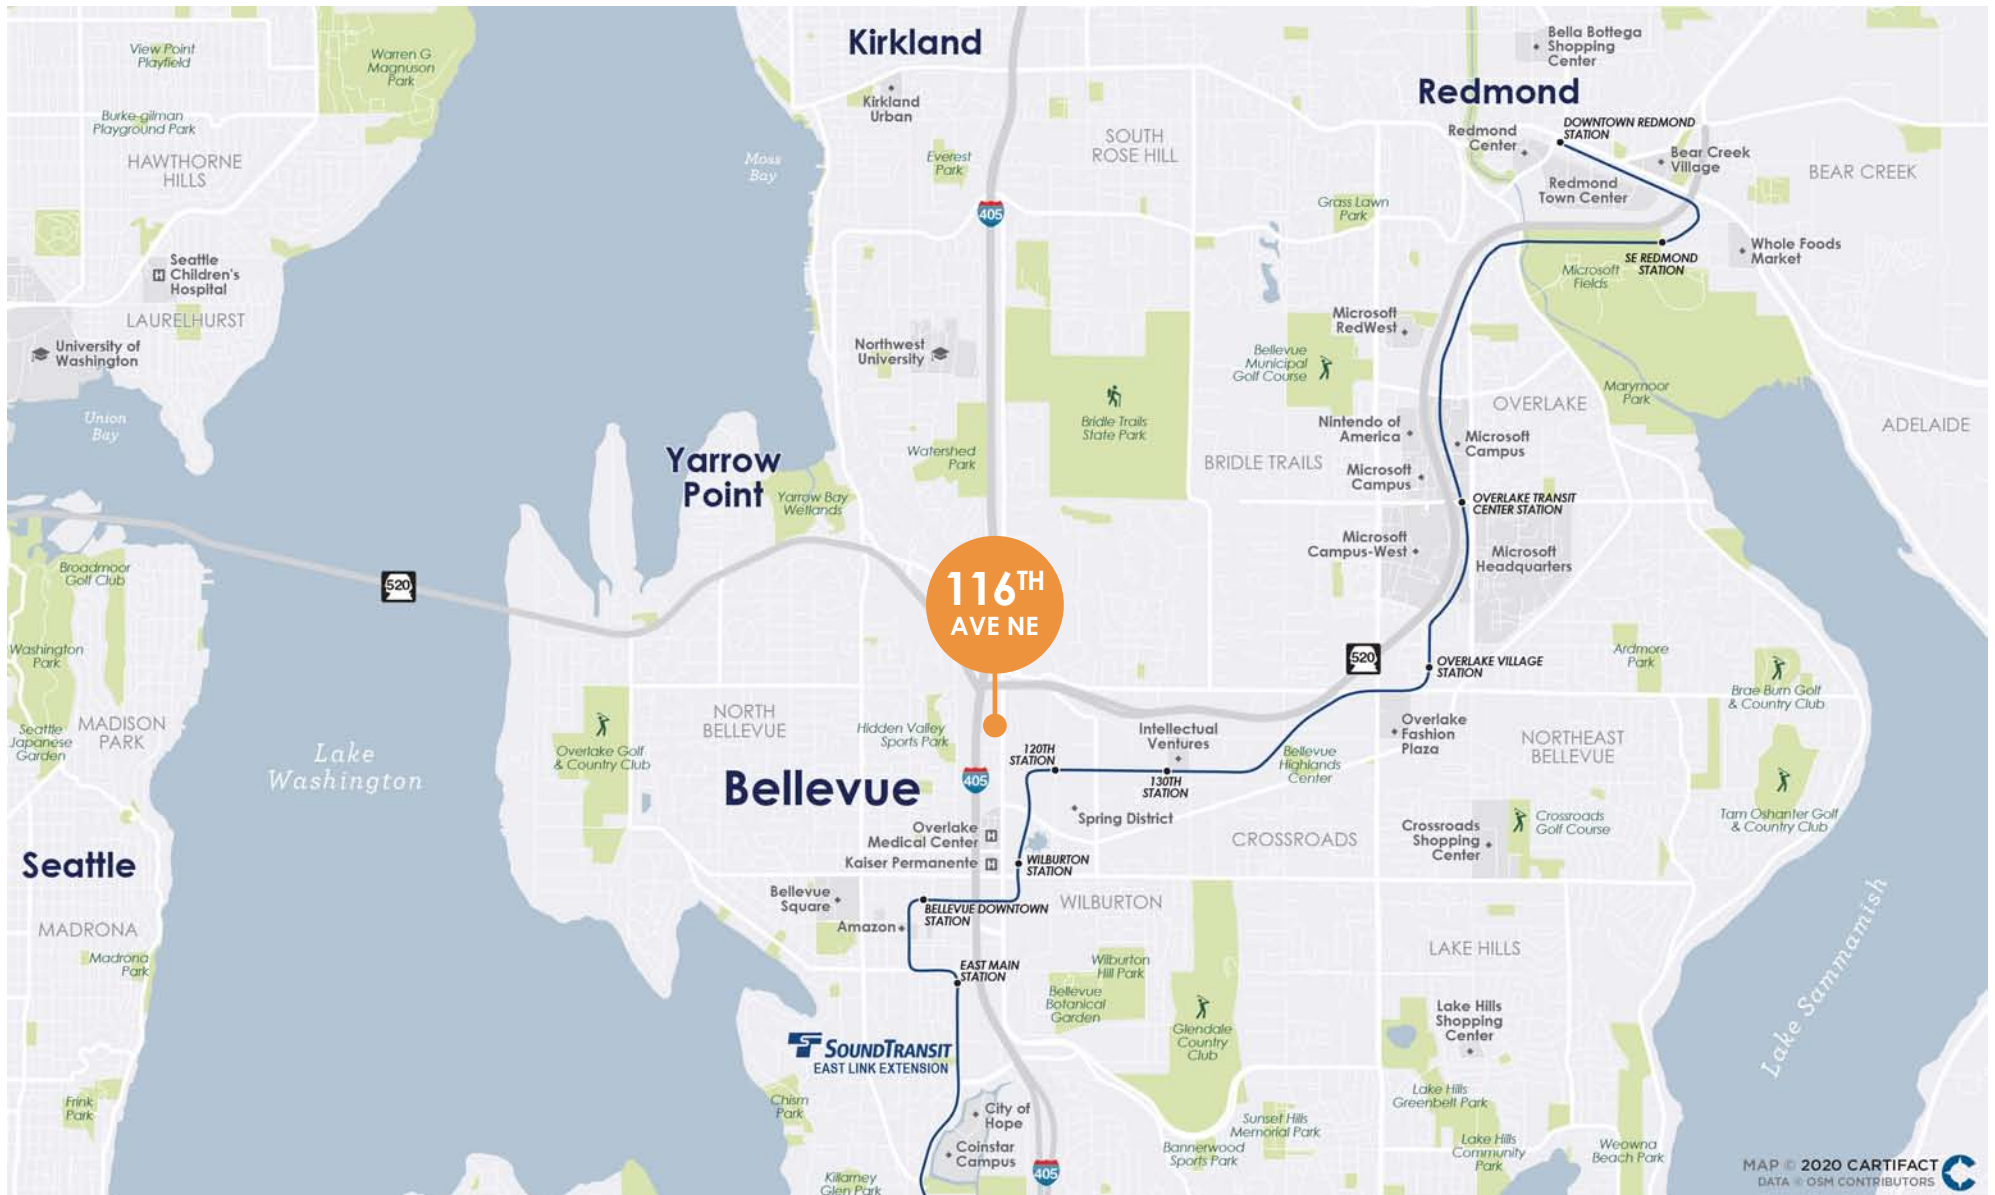 View Point
Playfield
Warren G
Magnuson
Park
Burke-gilman
Playground Park
HAWTHORNE
HILLS
Seattle
Children's
Hospital
LAURELHURST
University of
Washington
Union
Bay
Kirkland
Kirkland
Urban
Moss
Bay
Everest
Park
SOUTH
ROSE HILL
405
Northwest
University
Watershed
Park
Bridle Trails
State Park
Yarrow
Point
Yarrow Bay
Wetlands
Redmond
Bella Bottega
Shopping
Center
DOWNTOWN REDMOND
STATION
Redmond
Center
Bear Creek
Village
Redmond
Town Center
BEAR CREEK
Grass Lawn
Park
Whole Foods
Market
SE REDMOND
STATION
Microsoft
Fields
Microsoft
RedWest
Bellevue
Municipal
Golf Course
Marymoor
Park
OVERLAKE
ADELAIDE
Nintendo of
America
Microsoft
Campus
BRIDLE TRAILS
Microsoft
Campus
OVERLAKE TRANSIT
CENTER STATION
Microsoft
Campus-West
Microsoft
Headquarters
520
Broadmoor
Golf Club
Washington
Park
Seattle
Japanese
Garden
MADISON
PARK
Lake
Washington
Overlake Golf
& Country Club
NORTH
BELLEVUE
Hidden Valley
Sports Park
116TH
AVE NE
520
OVERLAKE VILLAGE
STATION
Ardmore
Park
Brae Burn Golf
& Country Club
Overlake
Fashion
Plaza
NORTHEAST
BELLEVUE
Intellectual
Ventures
Bellevue
Highlands
Center
120TH
STATION
130TH
STATION
Bellevue
405
Spring District
Overlake
Medical Center
Kaiser Permanente
WILBURTON
STATION
CROSSROADS
Crossroads
Shopping
Center
Crossroads
Golf Course
Tam Oshanter Golf
& Country Club
Seattle
MADRONA
Madrona
Park
Frink
Park
Bellevue
Square
Amazon
BELLEVUE DOWNTOWN
STATION
WILBURTON
EAST MAIN
STATION
Wilburton
Hill Park
Bellevue
Botanical
Garden
Glendale
Country
Club
LAKE HILLS
Lake Hills
Shopping
Center
Lake Sammamish
SOUNDTRANSIT
EAST LINK EXTENSION
Chism
Park
City of
Hope
Coinstar
Campus
405
Killarney
Glen Park
Bannerwood
Sports Park
Sunset Hills
Memorial Park
Lake Hills
Greenbelt Park
Lake Hills
Community
Park
Weowna
Beach Park
MAP © 2020 CARTIFACT
DATA © OSM CONTRIBUTORS